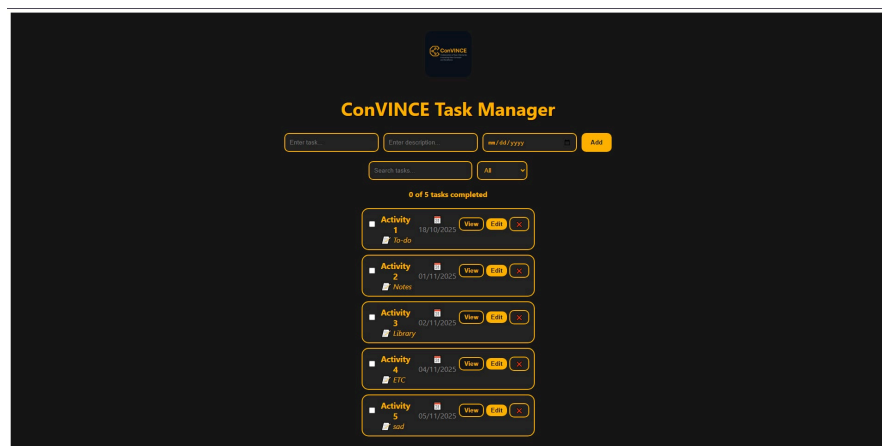 ConVINCE
ConVINCE Task Manager
Enter task...
Enter description...
mm/dd/yyyy
Add
Search tasks...
All
0 of 5 tasks completed
Activity
1
To-do
18/10/2025
View
Edit
Activity
2
Notes
01/11/2025
View
Edit
Activity
3
Library
02/11/2025
View
Edit
Activity
4
ETC
04/11/2025
View
Edit
Activity
5
sad
05/11/2025
View
Edit